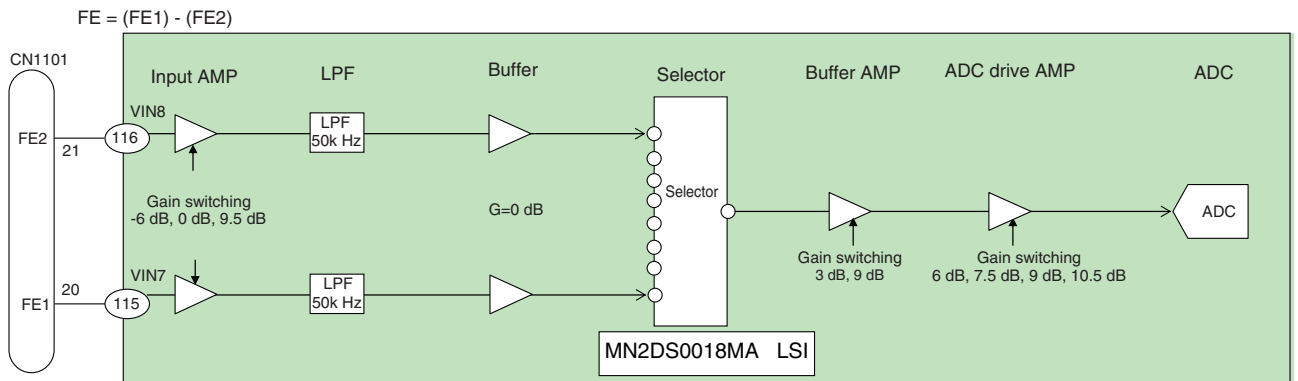 FE = (FE1) - (FE2)
CN1101
Input AMP
LPF
Buffer
Selector
Buffer AMP
ADC drive AMP
ADC
FE2
21
116
VIN8
LPF
50k Hz
Gain switching
-6 dB, 0 dB, 9.5 dB
G=0 dB
Selector
ADC
Gain switching
3 dB, 9 dB
Gain switching
6 dB, 7.5 dB, 9 dB, 10.5 dB
FE1
20
115
VIN7
LPF
50k Hz
MN2DS0018MA LSI